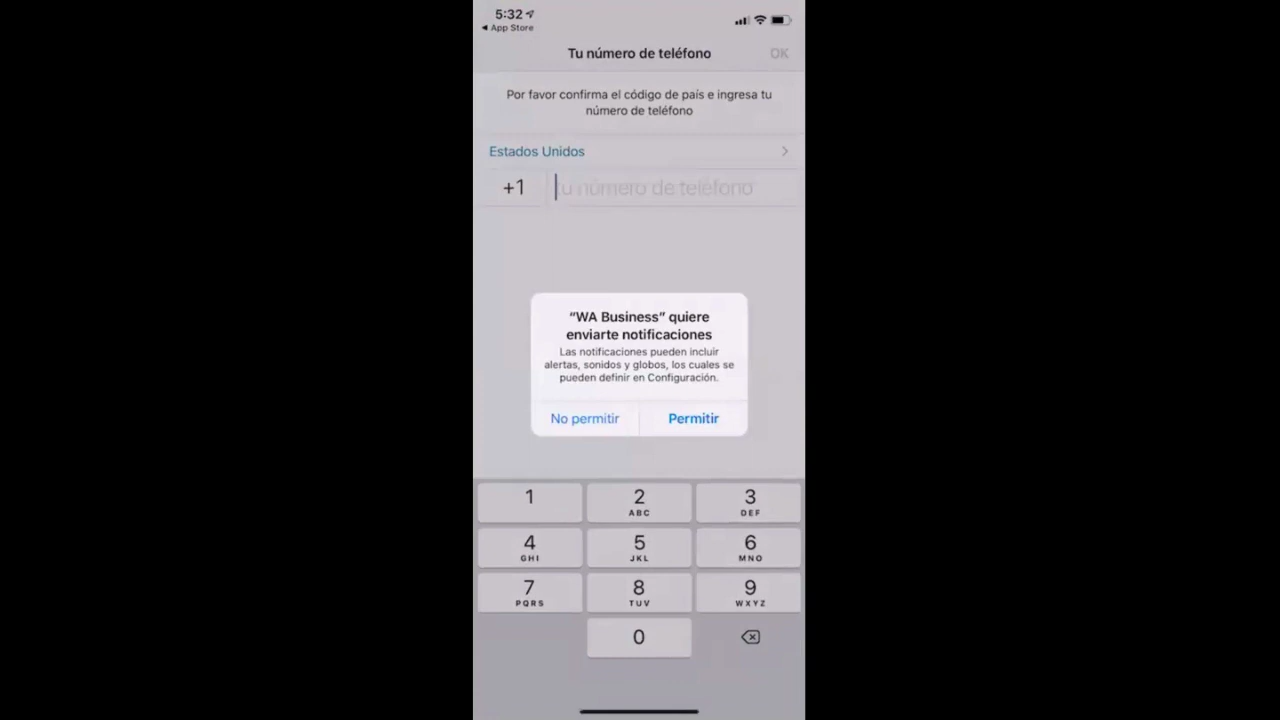 5:32
◀ App Store
Tu número de teléfono
OK
Por favor confirma el código de país e ingresa tu
número de teléfono
Estados Unidos
+1
Tu número de teléfono
“WA Business” quiere
enviarte notificaciones
Las notificaciones pueden incluir
alertas, sonidos y globos, los cuales se
pueden definir en Configuración.
No permitir
Permitir
1
2
3
ABC
DEF
4
5
6
GHI
JKL
MNO
7
8
9
PQRS
TUV
WXYZ
0